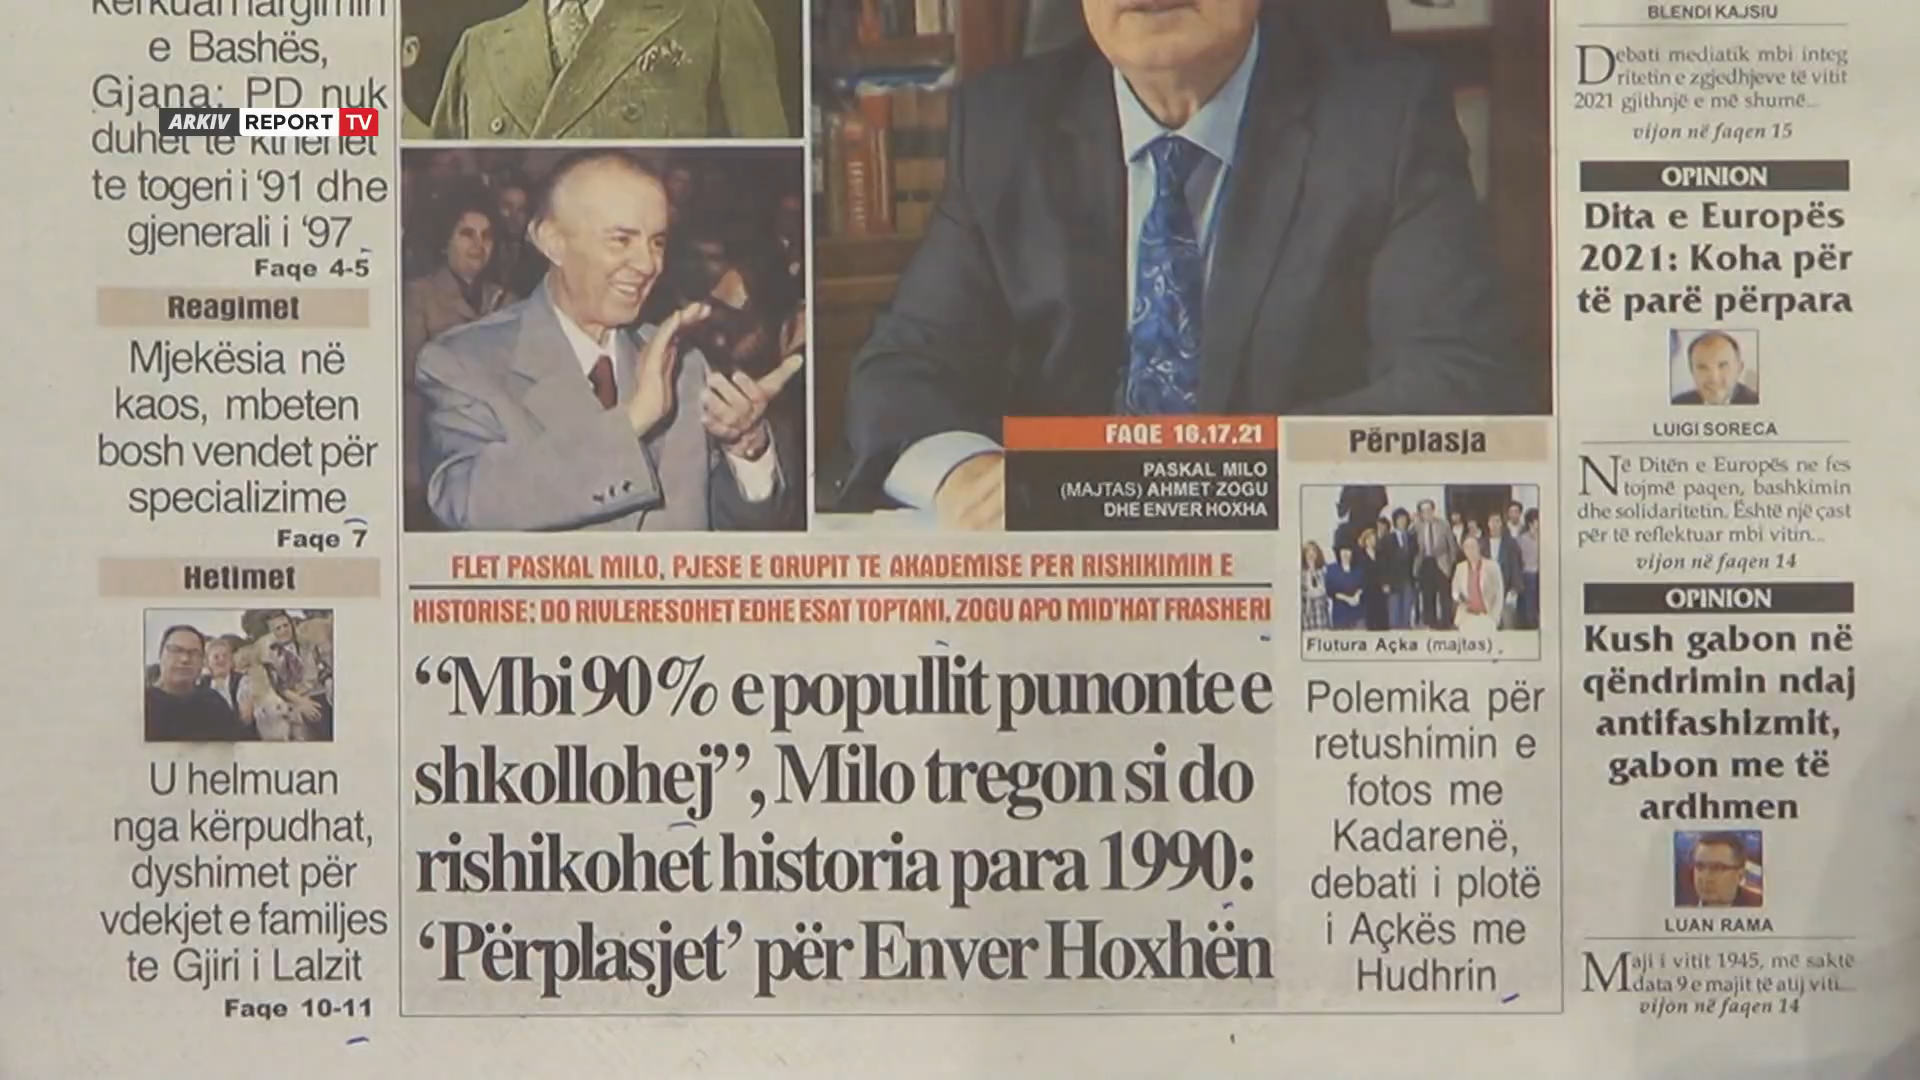 e Bashës,
Gjana: PD nuk
ARKIV REPORT TV
duhet të kthehet
te togeri i '91 dhe
gjenerali i '97
Faqe 4-5
Reagimet
Mjekësia në
kaos, mbeten
bosh vendet për
specializime
Faqe 7
Hetimet
U helmuan
nga kërpudhat,
dyshimet për
vdekjet e familjes
te Gjiri i Lalzit
Faqe 10-11
FAQE 16.17.21
PASKAL MILO
(MAJTAS) AHMET ZOGU
DHE ENVER HOXHA
FLET PASKAL MILO, PJESE E GRUPIT TE AKADEMISE PER RISHIKIMIN E
HISTORISE: DO RIVLERESOHET EDHE ESAT TOPTANI, ZOGU APO MID'HAT FRASHERI
“Mbi 90% e popullit punonte e
shkollohej”, Milo tregon si do
rishikohet historia para 1990:
‘Përplasjet’ për Enver Hoxhën
Përplasja
Flutura Açka (majtas)
Polemika për
retushimin e
fotos me
Kadarenë,
debati i plotë
i Açkës me
Hudhrin
BLENDI KAJSIU
Debati mediatik mbi integ
ritetin e zgjedhjeve të vitit
2021 gjithnjë e më shumë...
vijon në faqen 15
OPINION
Dita e Europës
2021: Koha për
të parë përpara
LUIGI SORECA
Në Ditën e Europës ne fes
tojmë paqen, bashkimin
dhe solidaritetin. Është një çast
për të reflektuar mbi vitin...
vijon në faqen 14
OPINION
Kush gabon në
qëndrimin ndaj
antifashizmit,
gabon me të
ardhmen
LUAN RAMA
Maji i vitit 1945, më saktë
data 9 e majit të atij viti...
vijon në faqen 14